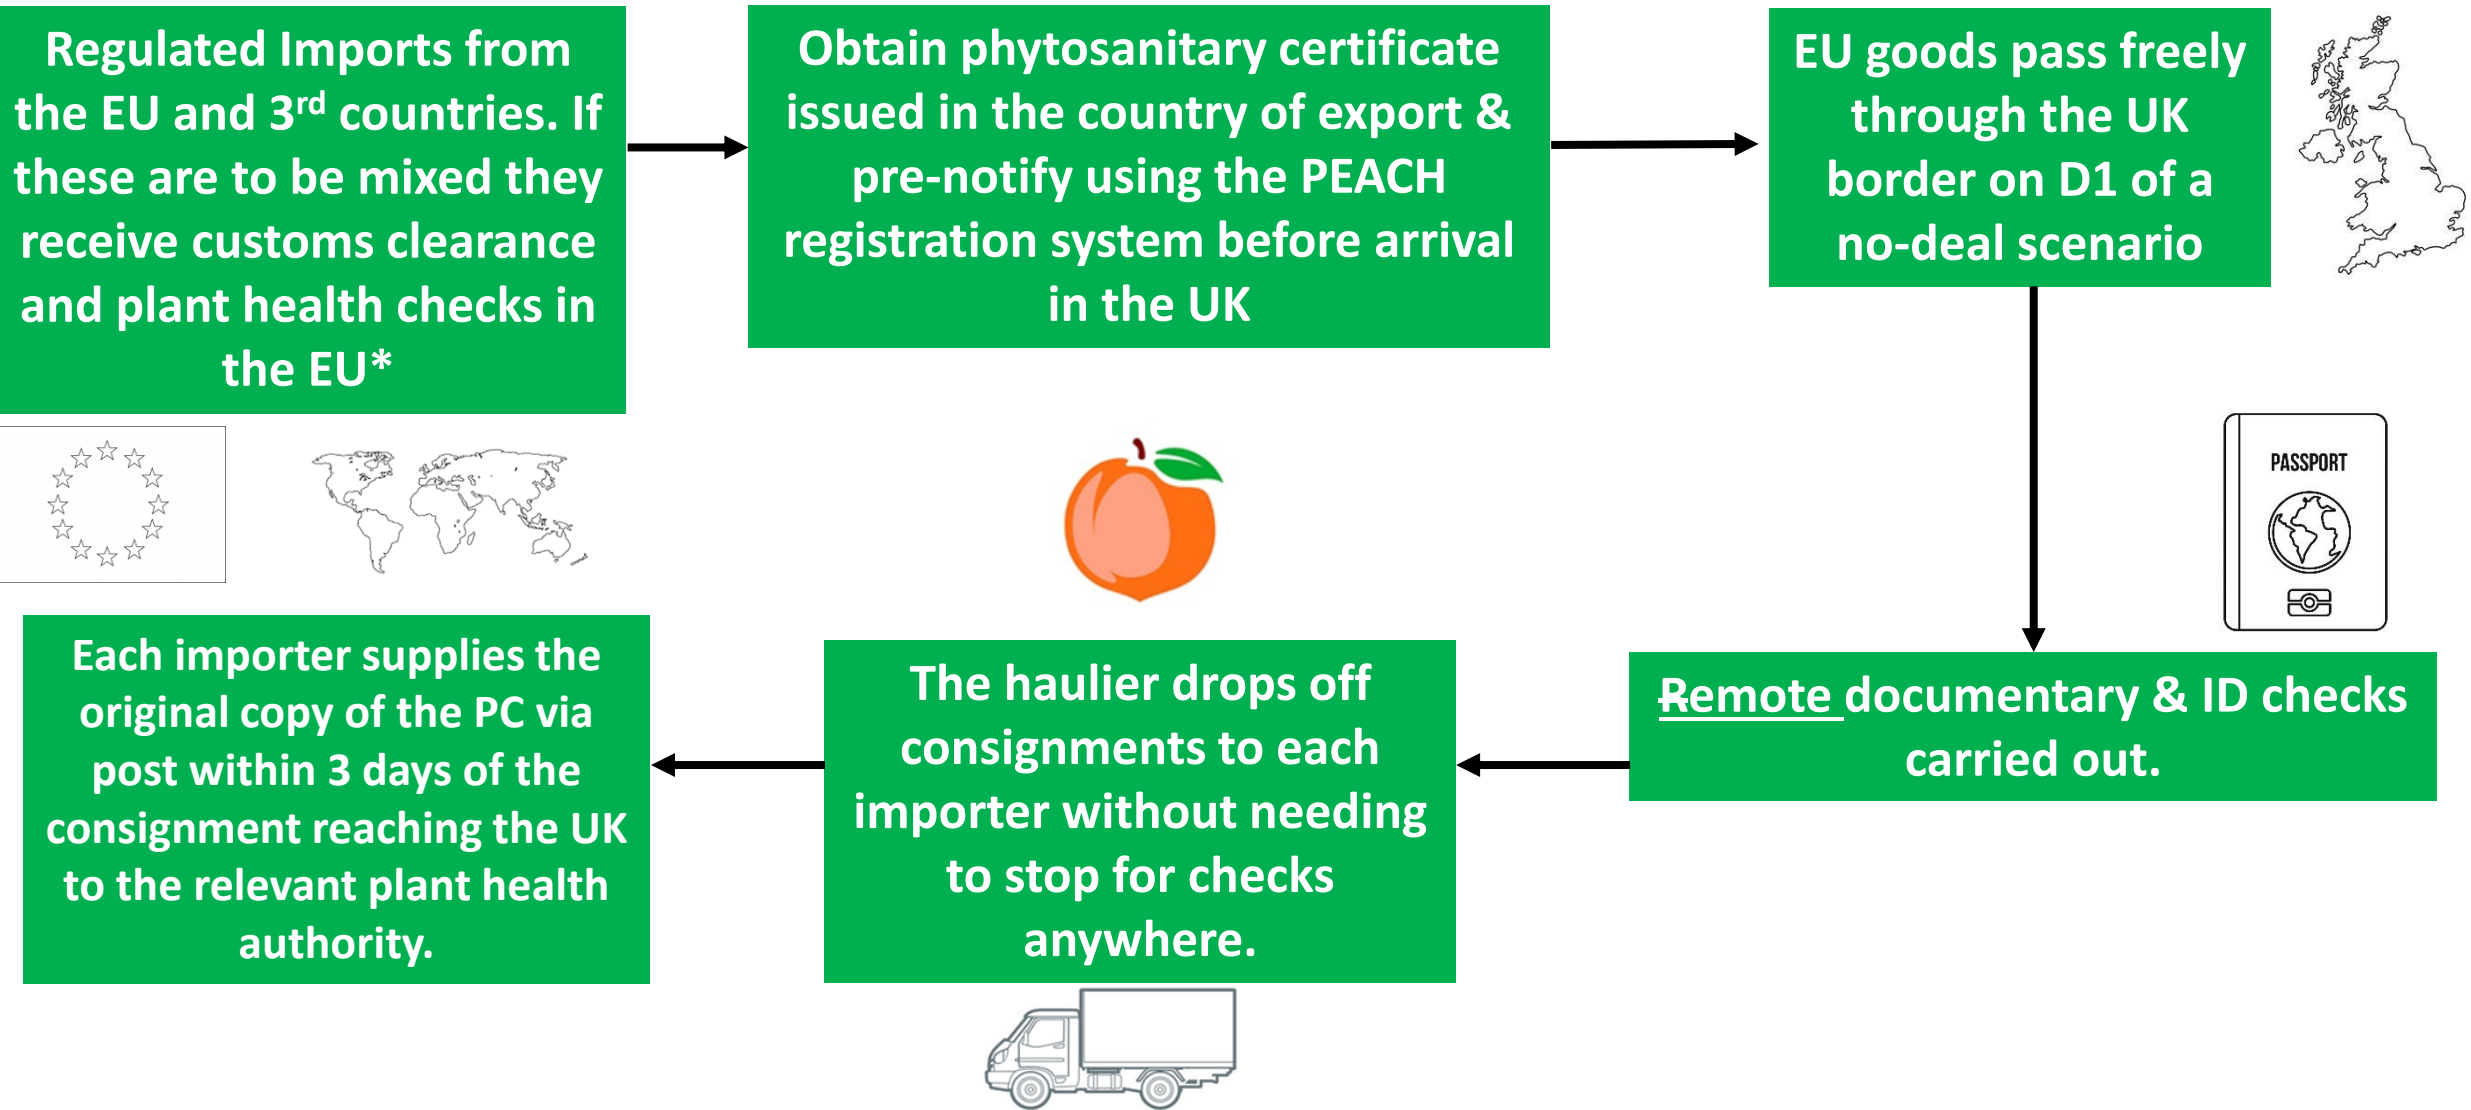 Regulated Imports from
the EU and 3rd countries. If
these are to be mixed they
receive customs clearance
and plant health checks in
the EU*
Obtain phytosanitary certificate
issued in the country of export &
pre-notify using the PEACH
registration system before arrival
in the UK
EU goods pass freely
through the UK
border on D1 of a
no-deal scenario
PASSPORT
Remote documentary & ID checks
carried out.
The haulier drops off
consignments to each
importer without needing
to stop for checks
anywhere.
Each importer supplies the
original copy of the PC via
post within 3 days of the
consignment reaching the UK
to the relevant plant health
authority.